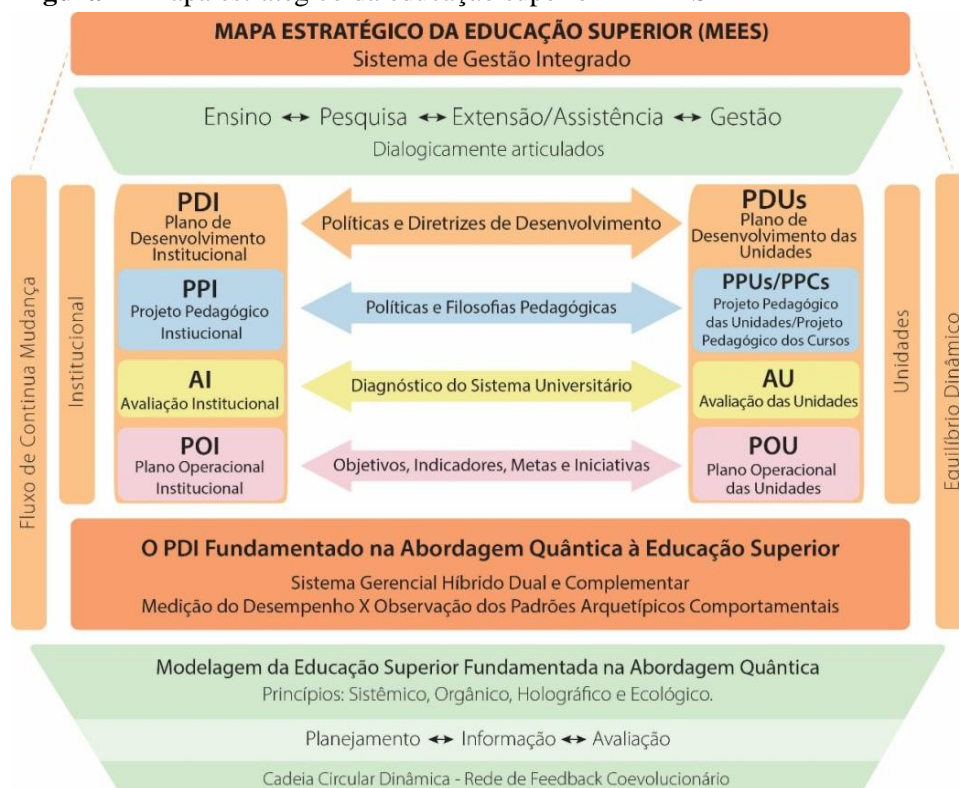 MAPA ESTRATÉGICO DA EDUCAÇÃO SUPERIOR (MEES)
Sistema de Gestão Integrado
Ensino ↔ Pesquisa ↔ Extensão/Assistência ↔ Gestão
Dialogicamente articulados
Fluxo de Continua Mudança
Institucional
PDI
Plano de
Desenvolvimento
Institucional
Políticas e Diretrizes de Desenvolvimento
PDUs
Plano de
Desenvolvimento das
Unidades
PPI
Projeto Pedagógico
Instiucional
Políticas e Filosofias Pedagógicas
PPUs/PPCs
Projeto Pedagógico
das Unidades/Projeto
Pedagógico dos Cursos
AI
Avaliação Institucional
Diagnóstico do Sistema Universitário
AU
Avaliação das Unidades
POI
Plano Operacional
Institucional
Objetivos, Indicadores, Metas e Iniciativas
POU
Plano Operacional
das Unidades
Unidades
Equilíbrio Dinâmico
O PDI Fundamentado na Abordagem Quântica à Educação Superior
Sistema Gerencial Híbrido Dual e Complementar
Medição do Desempenho X Observação dos Padrões Arquetípicos Comportamentais
Modelagem da Educação Superior Fundamentada na Abordagem Quântica
Princípios: Sistêmico, Orgânico, Holográfico e Ecológico.
Planejamento ↔ Informação ↔ Avaliação
Cadeia Circular Dinâmica - Rede de Feedback Coevolucionário